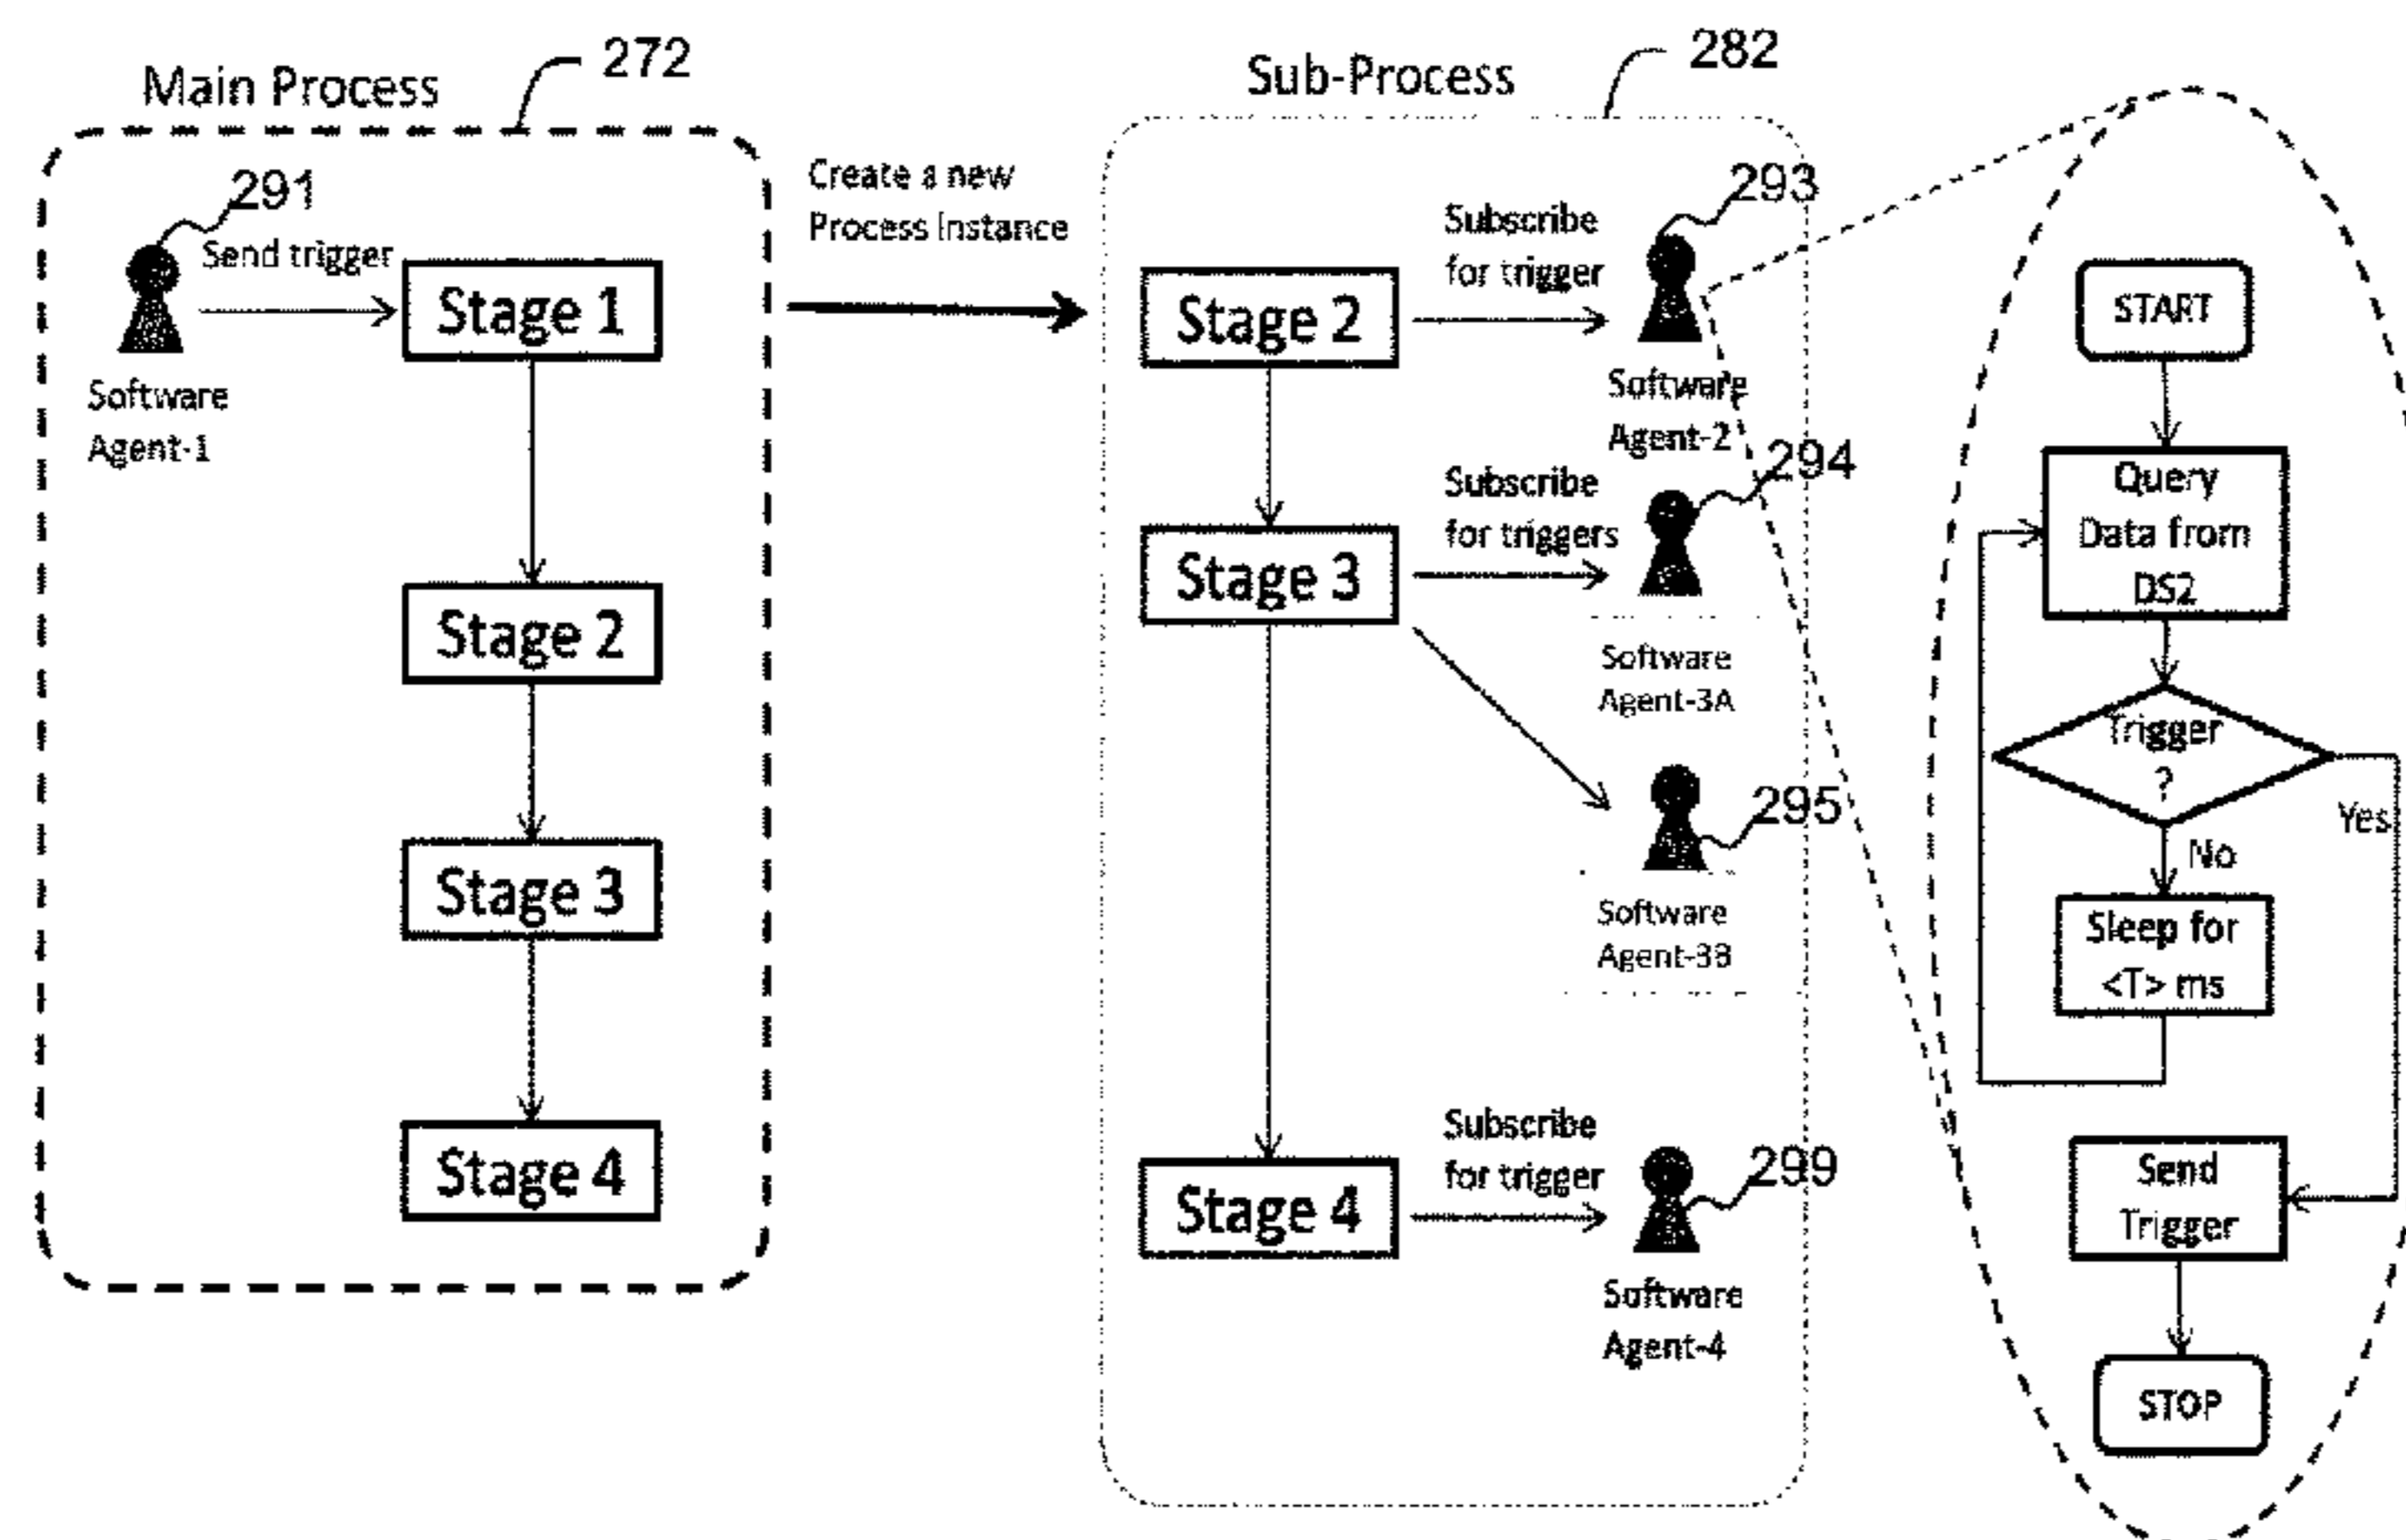 Main Process
272
291
Send trigger
Software
Agent-1
Stage 1
Stage 2
Stage 3
Stage 4
Create a new
Process Instance
Sub-Process
282
Stage 2
Subscribe
for trigger
293
Software
Agent-2
Stage 3
Subscribe
for triggers
294
Software
Agent-3A
295
Software
Agent-3B
Stage 4
Subscribe
for trigger
299
Software
Agent-4
START
Query
Data from
DS2
Trigger
?
Yes
No
Sleep for
<T> ms
Send
Trigger
STOP